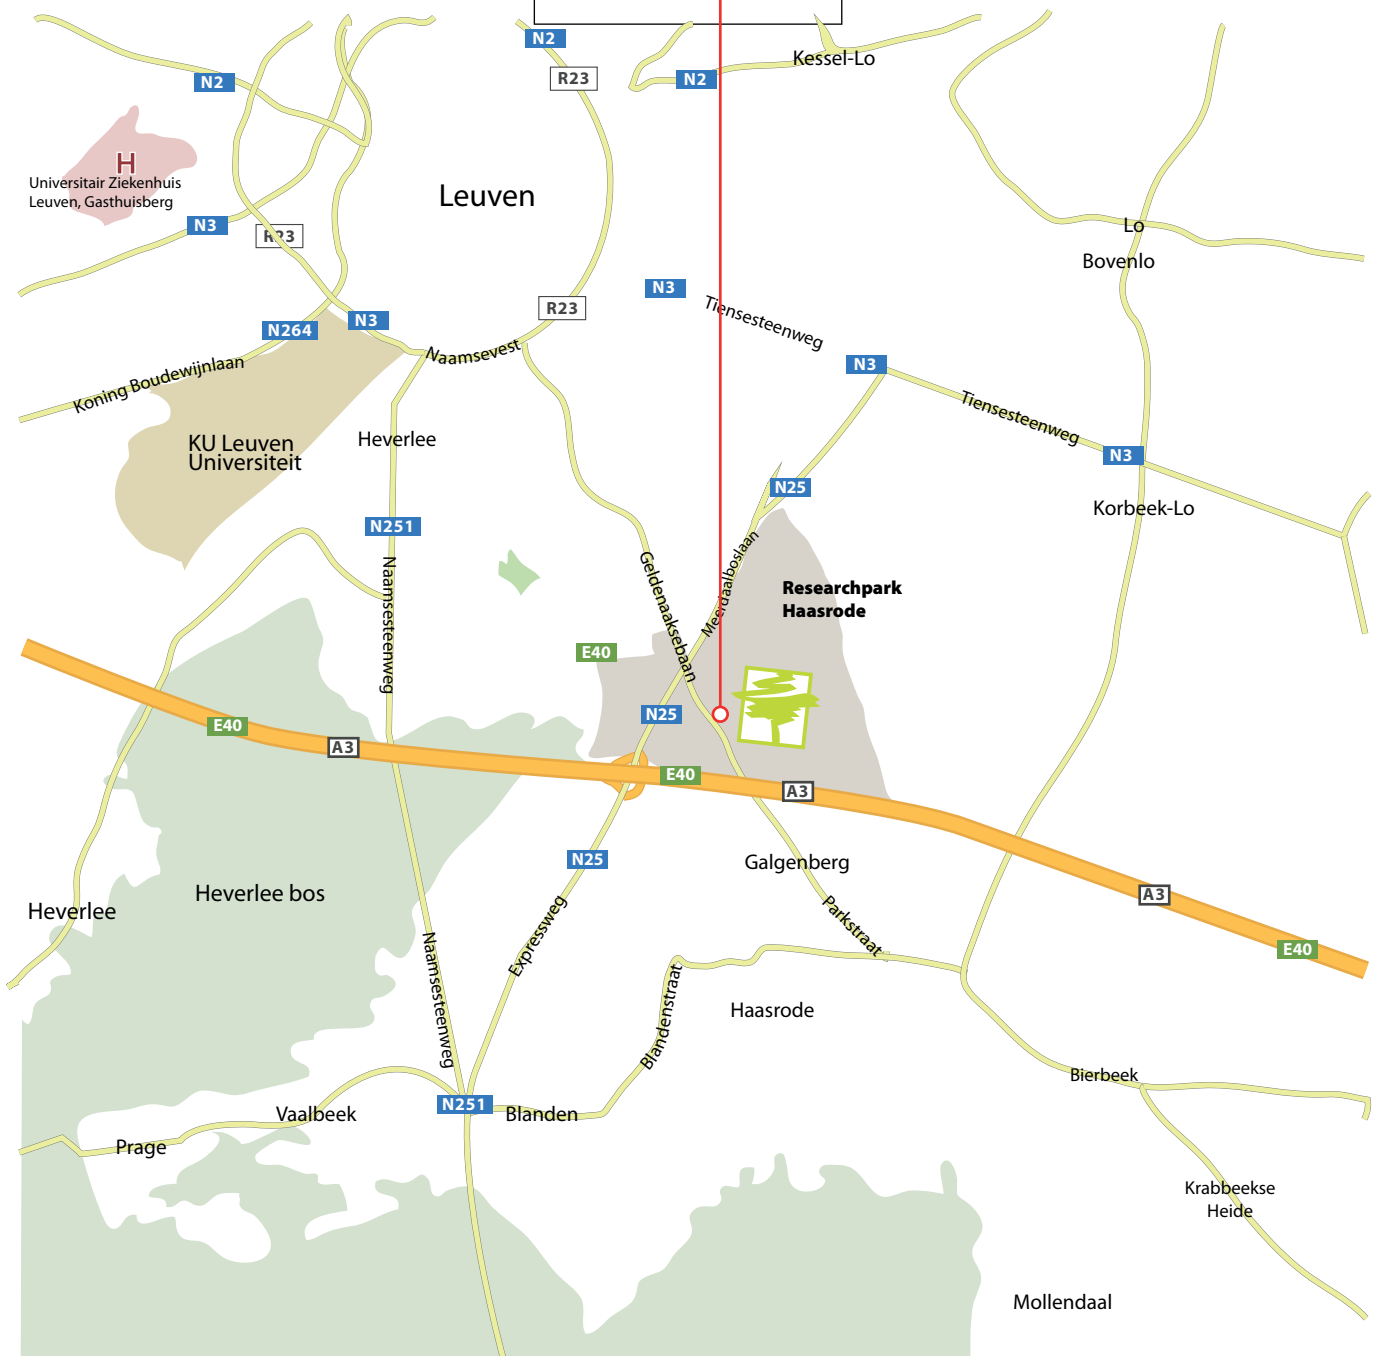 N2
R23
N2
N2
Kessel-Lo
H
Universitair Ziekenhuis
Leuven, Gasthuisberg
Leuven
N3
R23
Lo
Bovenlo
N3
Tiensesteenweg
R23
N264
N3
Naamsevest
Koning Boudewijnlaan
N3
Tiensesteenweg
N3
KU Leuven
Universiteit
Heverlee
N25
Korbeek-Lo
N251
Naamsesteenweg
Geldenaaksebaan
Meerdaalboslaan
Researchpark
Haasrode
E40
N25
E40
A3
E40
A3
N25
Galgenberg
Heverlee bos
Heverlee
A3
E40
Expressweg
Parkstraat
Naamsesteenweg
Blandenstraat
Haasrode
Bierbeek
N251
Blanden
Vaalbeek
Prage
Krabbeekse
Heide
Mollendaal